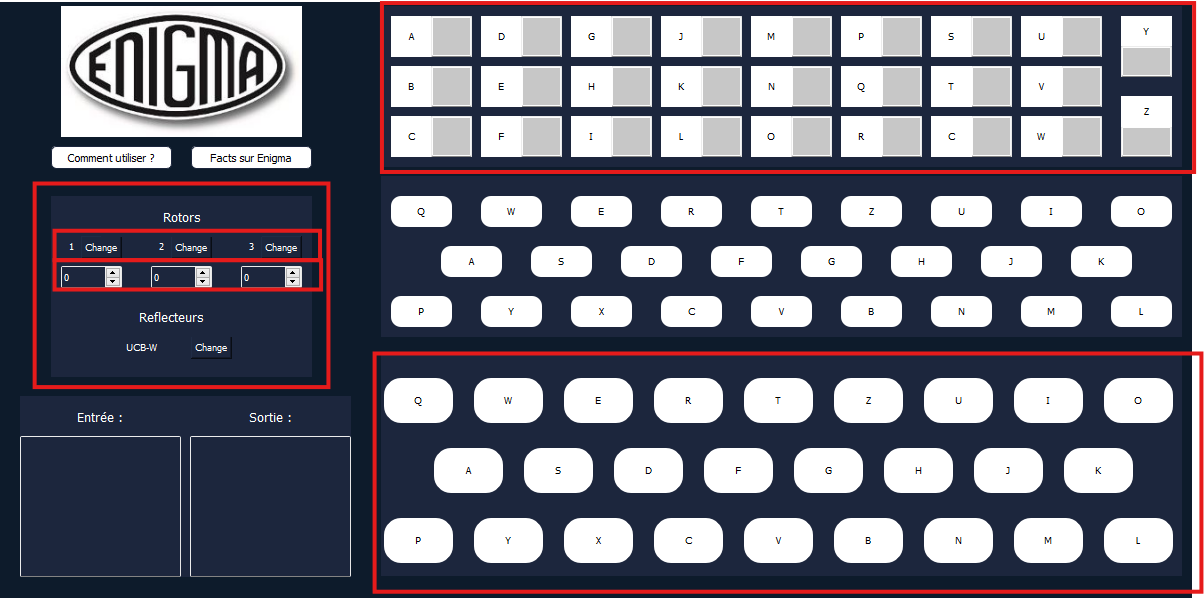 ENIGMA
Comment utiliser ? Facts sur Enigma
Rotors
1 Change 2 Change 3 Change
0 0 0
Reflecteurs
UCB-W Change
Entrée : Sortie :
A D G J M P S U Y
B E H K N Q T V
C F I L O R C W Z
Q W E R T Z U I O
A S D F G H J K
P Y X C V B N M L
Q W E R T Z U I O
A S D F G H J K
P Y X C V B N M L